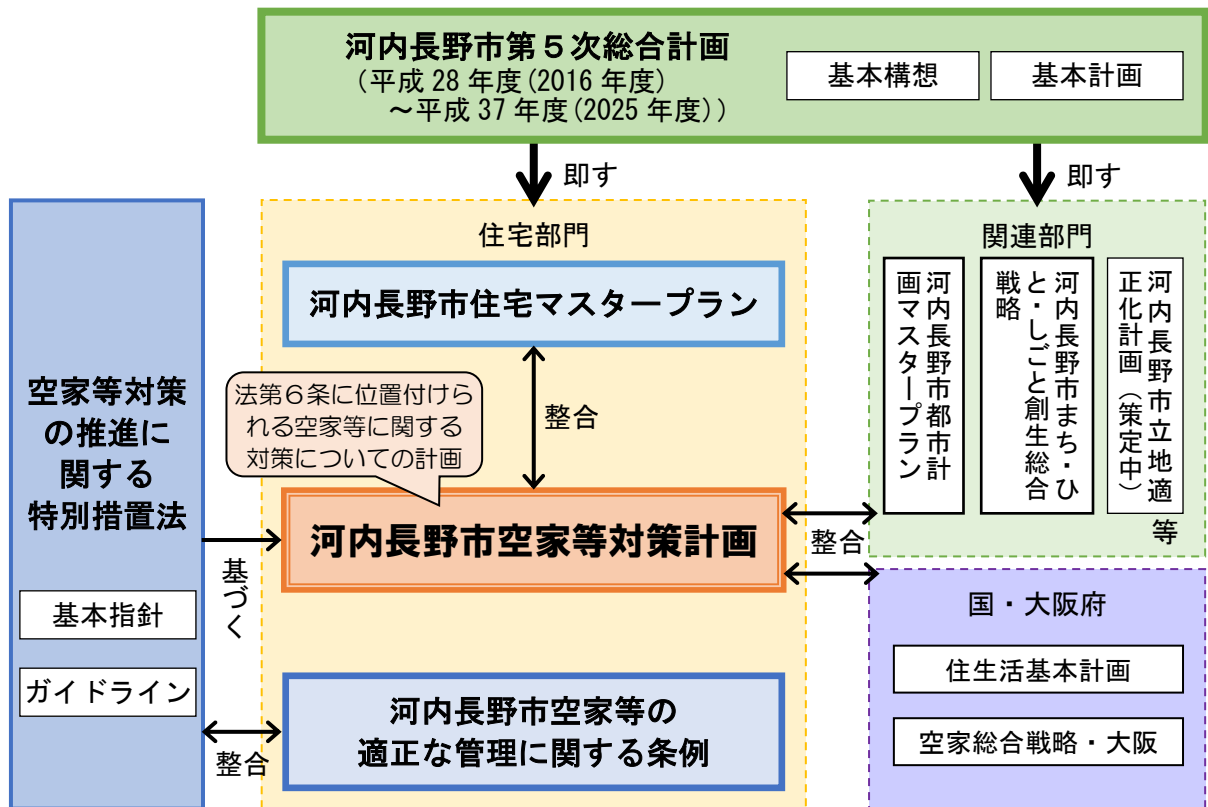 河内長野市第５次総合計画
（平成 28 年度(2016 年度)
～平成 37 年度(2025 年度)）
基本構想
基本計画
即す
即す
空家等対策
の推進に
関する
特別措置法
基本指針
ガイドライン
住宅部門
河内長野市住宅マスタープラン
法第６条に位置付けら
れる空家等に関する
対策についての計画
整合
河内長野市空家等対策計画
基づく
整合
河内長野市空家等の
適正な管理に関する条例
整合
関連部門
河内長野市都市計
画マスタープラン
河内長野市まち・ひ
と・しごと創生総合
戦略
河内長野市立地適
正化計画（策定中）
等
国・大阪府
住生活基本計画
空家総合戦略・大阪